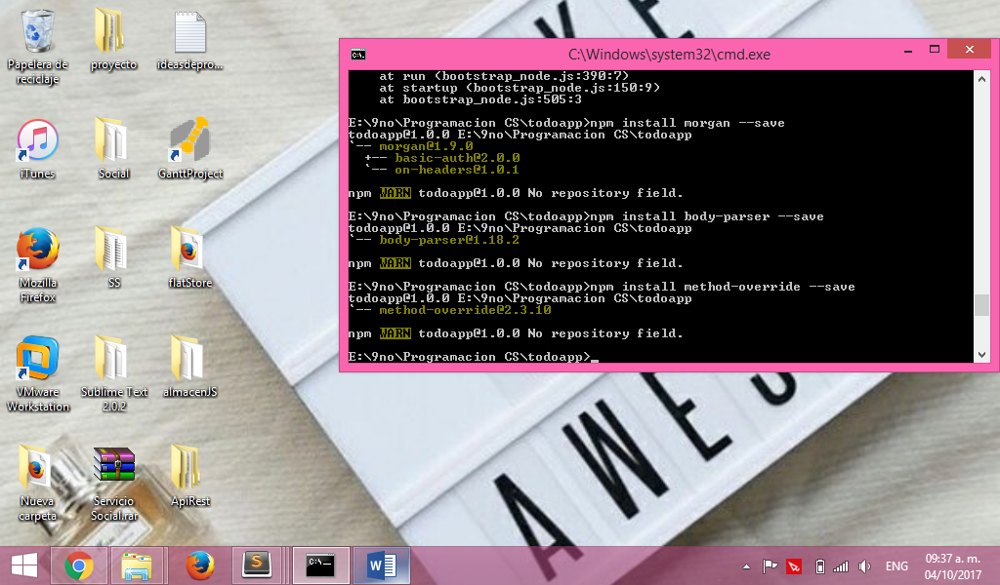 Papelera de
reciclaje
proyecto
ideasdepro...
iTunes
Social
GanttProject
Mozilla
Firefox
SS
flatStore
VMware
Workstation
Sublime Text
2.0.2
almacenJS
Nueva
carpeta
Servicio
Social.rar
ApiRest
C:\Windows\system32\cmd.exe
at run (bootstrap_node.js:390:7)
at startup (bootstrap_node.js:150:9)
at bootstrap_node.js:505:3
E:\9no\Programacion CS\todoapp>npm install morgan --save
todoapp@1.0.0 E:\9no\Programacion CS\todoapp
`-- morgan@1.9.0
+-- basic-auth@2.0.0
`-- on-headers@1.0.1
npm WARN todoapp@1.0.0 No repository field.
E:\9no\Programacion CS\todoapp>npm install body-parser --save
todoapp@1.0.0 E:\9no\Programacion CS\todoapp
`-- body-parser@1.18.2
npm WARN todoapp@1.0.0 No repository field.
E:\9no\Programacion CS\todoapp>npm install method-override --save
todoapp@1.0.0 E:\9no\Programacion CS\todoapp
`-- method-override@2.3.10
npm WARN todoapp@1.0.0 No repository field.
E:\9no\Programacion CS\todoapp>_
KE
AWES
ENG
09:37 a. m.
04/10/2017